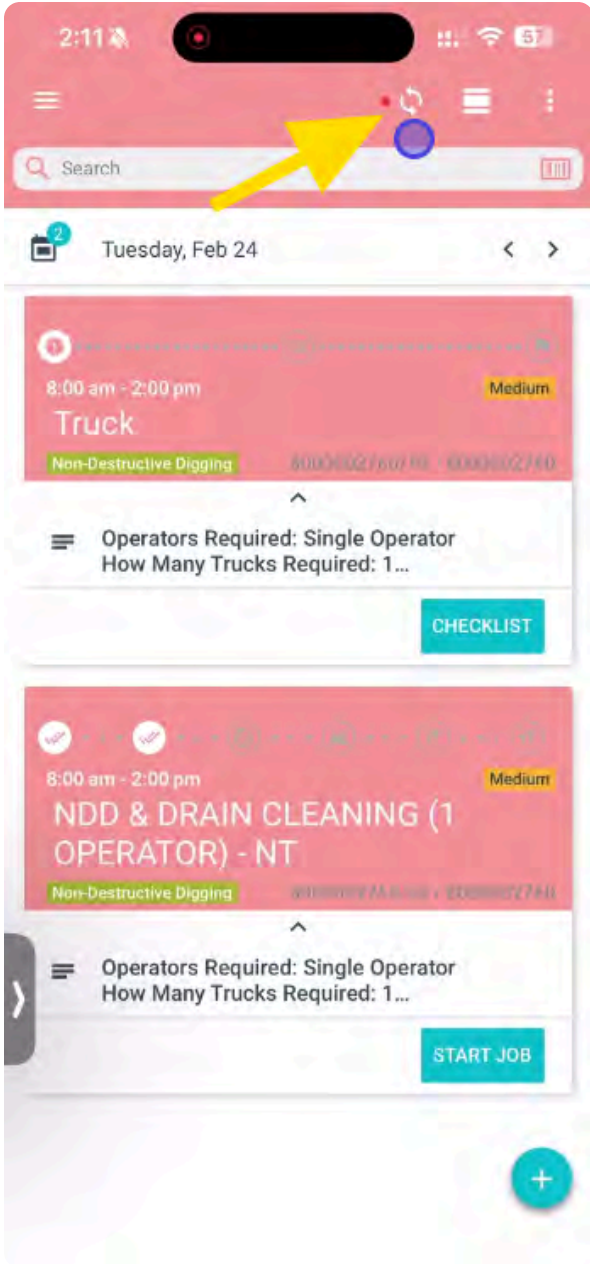 2:11
57
Search
2
Tuesday, Feb 24
8:00 am - 2:00 pm
Medium
Truck
Non-Destructive Digging
Operators Required: Single Operator
How Many Trucks Required: 1...
CHECKLIST
8:00 am - 2:00 pm
Medium
NDD & DRAIN CLEANING (1
OPERATOR) - NT
Non-Destructive Digging
Operators Required: Single Operator
How Many Trucks Required: 1...
START JOB